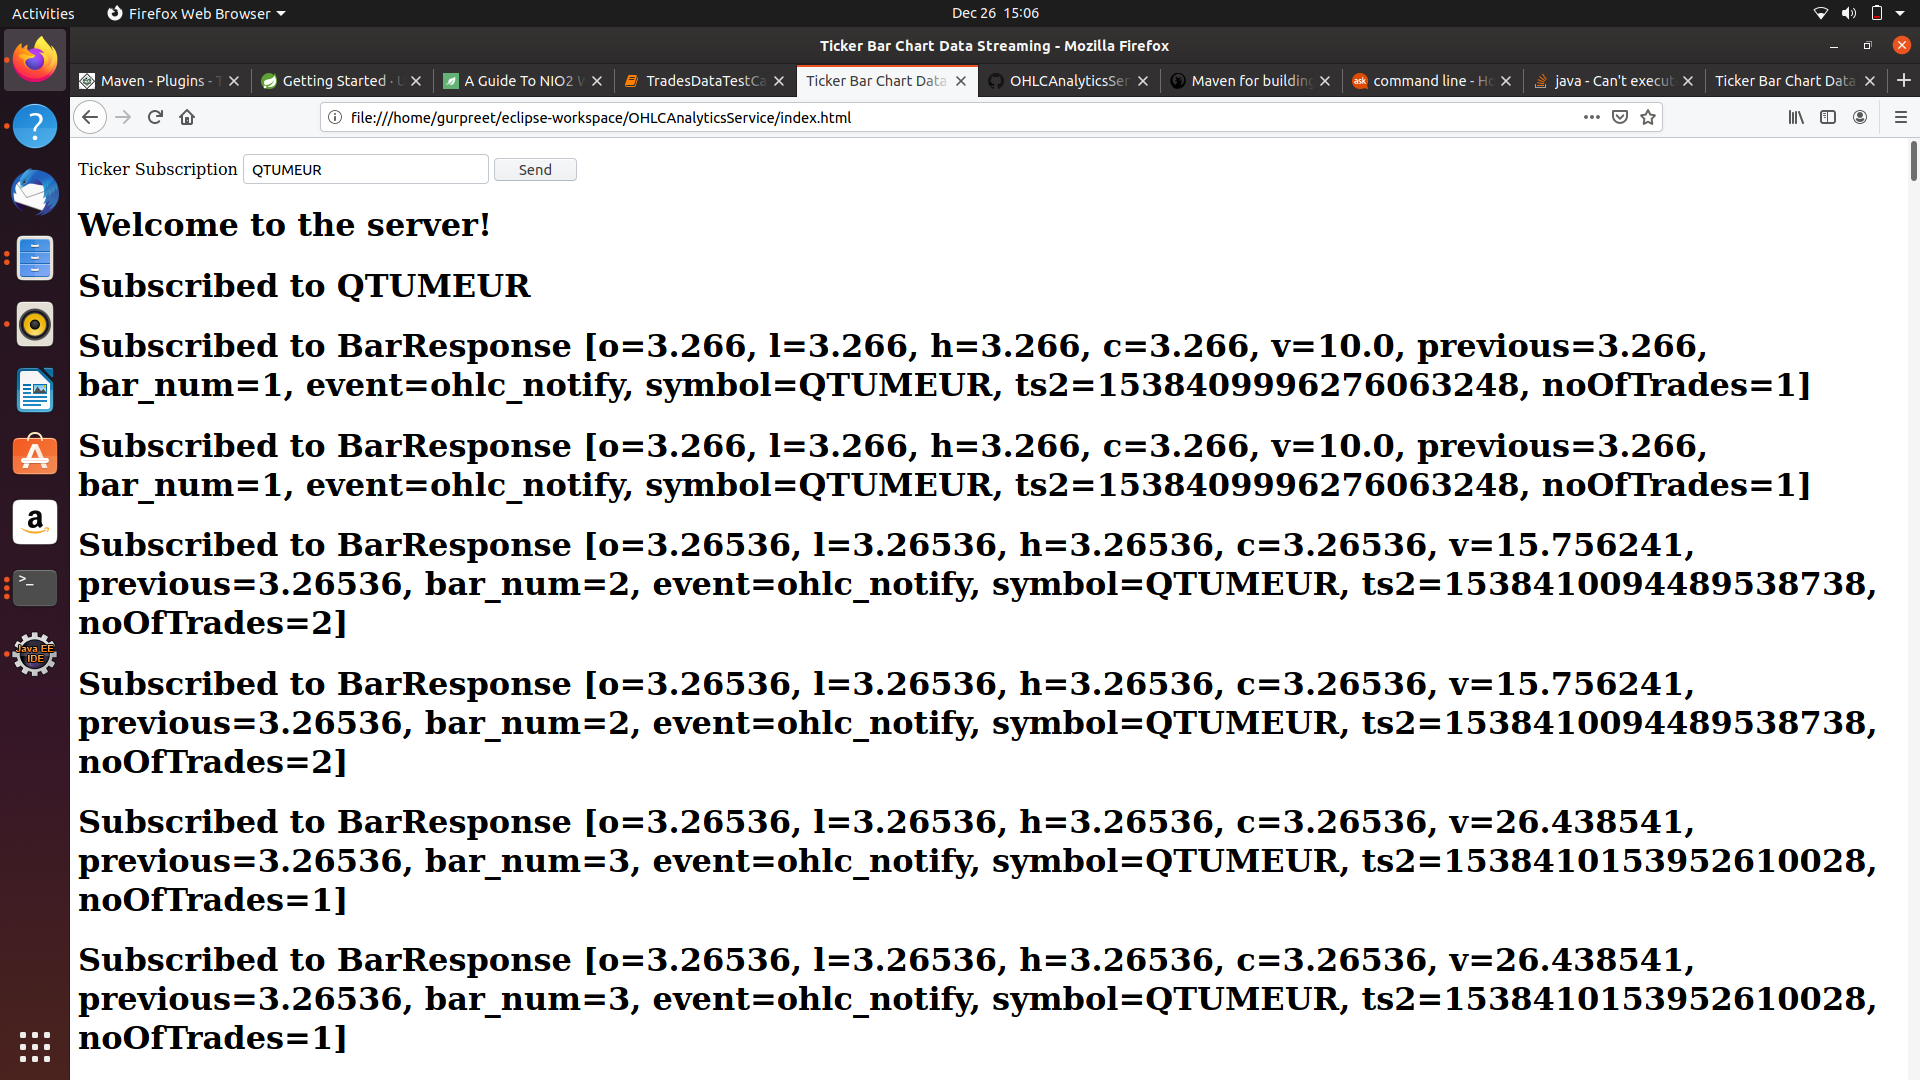 Activities
Firefox Web Browser
Dec 26 15:06
Ticker Bar Chart Data Streaming - Mozilla Firefox
Maven - Plugins -
Getting Started ·
A Guide To NIO2
TradesDataTestCa
Ticker Bar Chart Data
OHLCAnalyticsSer
Maven for building
command line - Ho
java - Can't execut
Ticker Bar Chart Data
file:///home/gurpreet/eclipse-workspace/OHLCAnalyticsService/index.html
Ticker Subscription QTUMEUR Send
Welcome to the server!
Subscribed to QTUMEUR
Subscribed to BarResponse [o=3.266, l=3.266, h=3.266, c=3.266, v=10.0, previous=3.266,
bar_num=1, event=ohlc_notify, symbol=QTUMEUR, ts2=1538409996276063248, noOfTrades=1]
Subscribed to BarResponse [o=3.266, l=3.266, h=3.266, c=3.266, v=10.0, previous=3.266,
bar_num=1, event=ohlc_notify, symbol=QTUMEUR, ts2=1538409996276063248, noOfTrades=1]
Subscribed to BarResponse [o=3.26536, l=3.26536, h=3.26536, c=3.26536, v=15.756241,
previous=3.26536, bar_num=2, event=ohlc_notify, symbol=QTUMEUR, ts2=1538410094489538738,
noOfTrades=2]
Subscribed to BarResponse [o=3.26536, l=3.26536, h=3.26536, c=3.26536, v=15.756241,
previous=3.26536, bar_num=2, event=ohlc_notify, symbol=QTUMEUR, ts2=1538410094489538738,
noOfTrades=2]
Subscribed to BarResponse [o=3.26536, l=3.26536, h=3.26536, c=3.26536, v=26.438541,
previous=3.26536, bar_num=3, event=ohlc_notify, symbol=QTUMEUR, ts2=1538410153952610028,
noOfTrades=1]
Subscribed to BarResponse [o=3.26536, l=3.26536, h=3.26536, c=3.26536, v=26.438541,
previous=3.26536, bar_num=3, event=ohlc_notify, symbol=QTUMEUR, ts2=1538410153952610028,
noOfTrades=1]
a
Java EE
IDE
ask